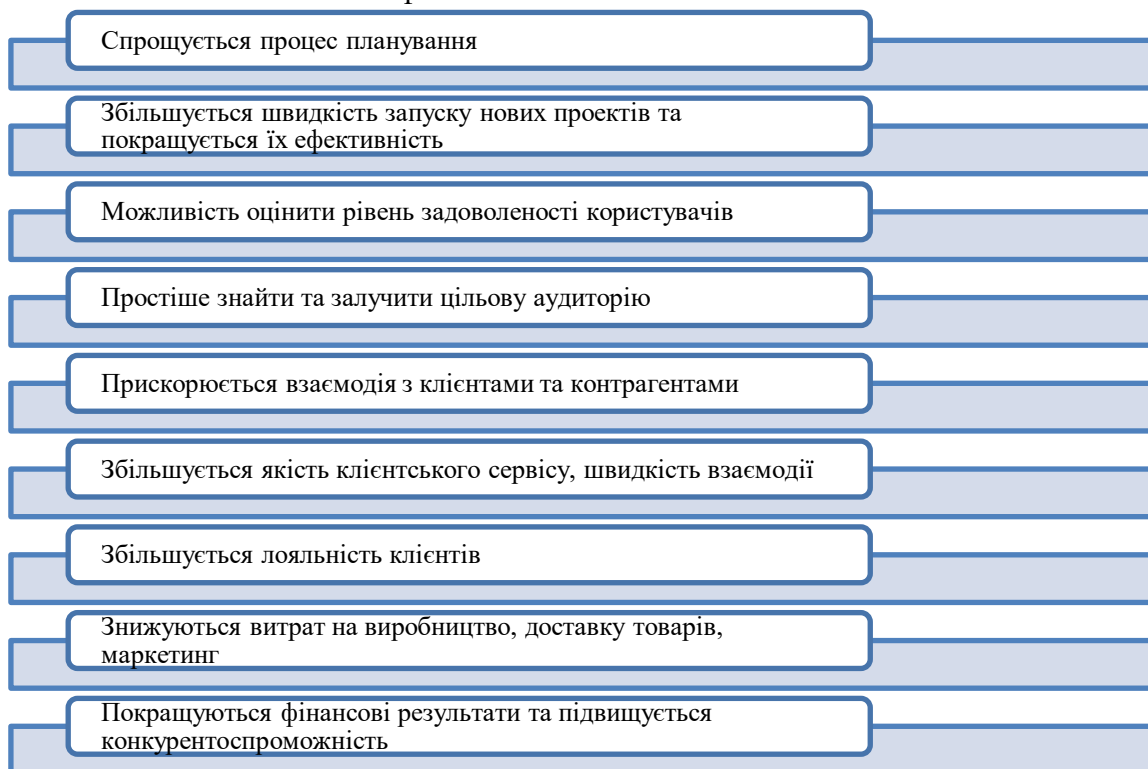 Спрощується процес планування
Збільшується швидкість запуску нових проектів та
покращується їх ефективність
Можливість оцінити рівень задоволеності користувачів
Простіше знайти та залучити цільову аудиторію
Прискорюється взаємодія з клієнтами та контрагентами
Збільшується якість клієнтського сервісу, швидкість взаємодії
Збільшується лояльність клієнтів
Знижуються витрат на виробництво, доставку товарів,
маркетинг
Покращуються фінансові результати та підвищується
конкурентоспроможність